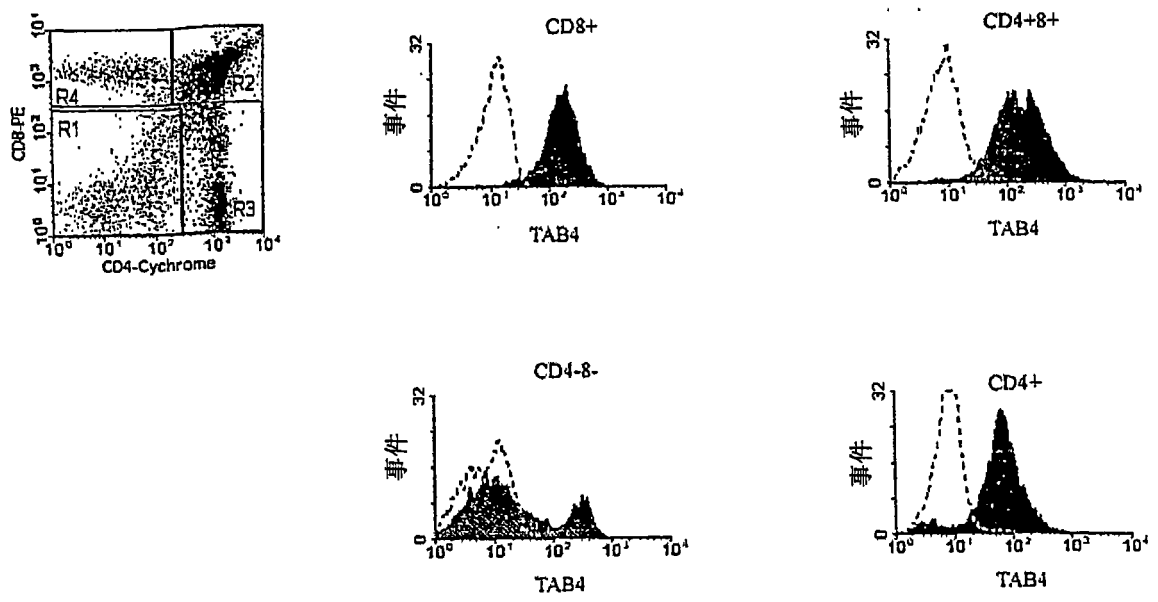 10¹
10³
10²
10¹
10⁰
CD8-PE
R4
R2
R1
R3
10⁰ 10¹ 10² 10³ 10⁴
CD4-Cychrome
CD8+
32
事件
0
10⁰ 10¹ 10² 10³ 10⁴
TAB4
CD4+8+
32
事件
0
10⁰ 10¹ 10² 10³ 10⁴
TAB4
CD4-8-
32
事件
0
10⁰ 10¹ 10² 10³ 10⁴
TAB4
CD4+
32
事件
0
10⁰ 10¹ 10² 10³ 10⁴
TAB4